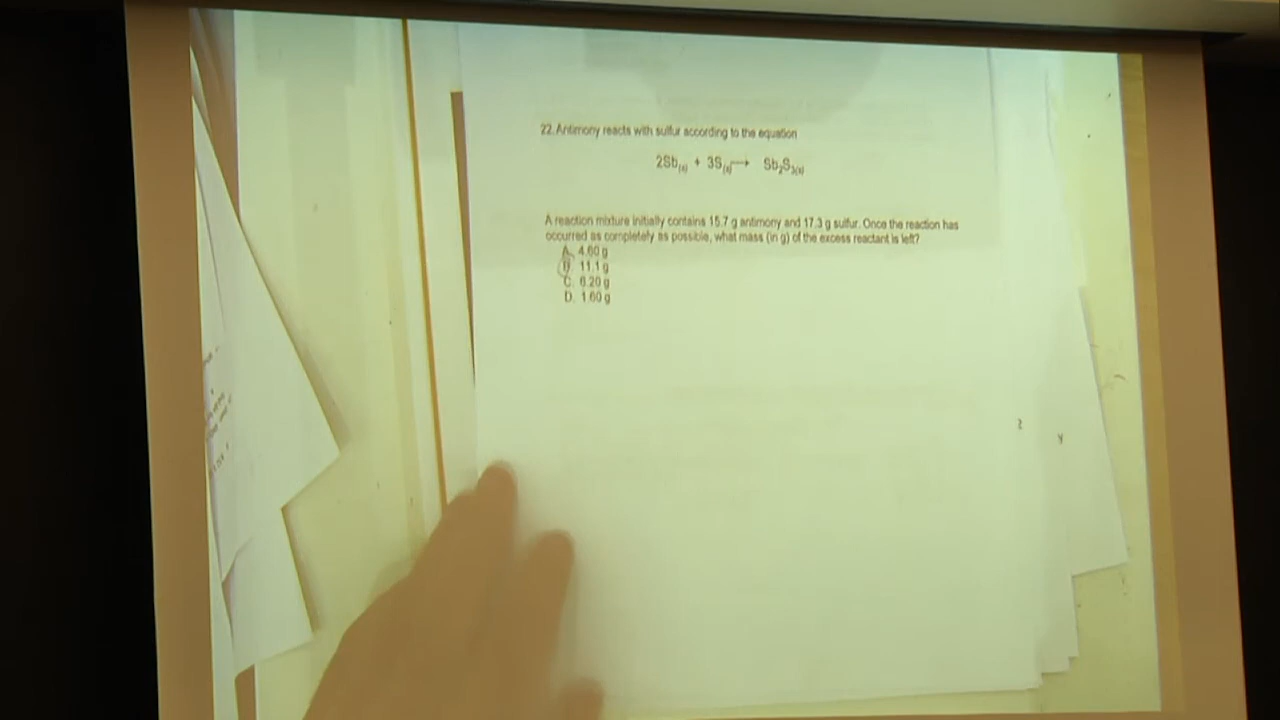 22. Antimony reacts with sulfur according to the equation
2Sb(s) + 3S(s) → Sb2S3(s)
A reaction mixture initially contains 15.7 g antimony and 17.3 g sulfur. Once the reaction has
occurred as completely as possible, what mass (in g) of the excess reactant is left?
A. 4.60 g
B. 11.1 g
C. 6.20 g
D. 1.60 g